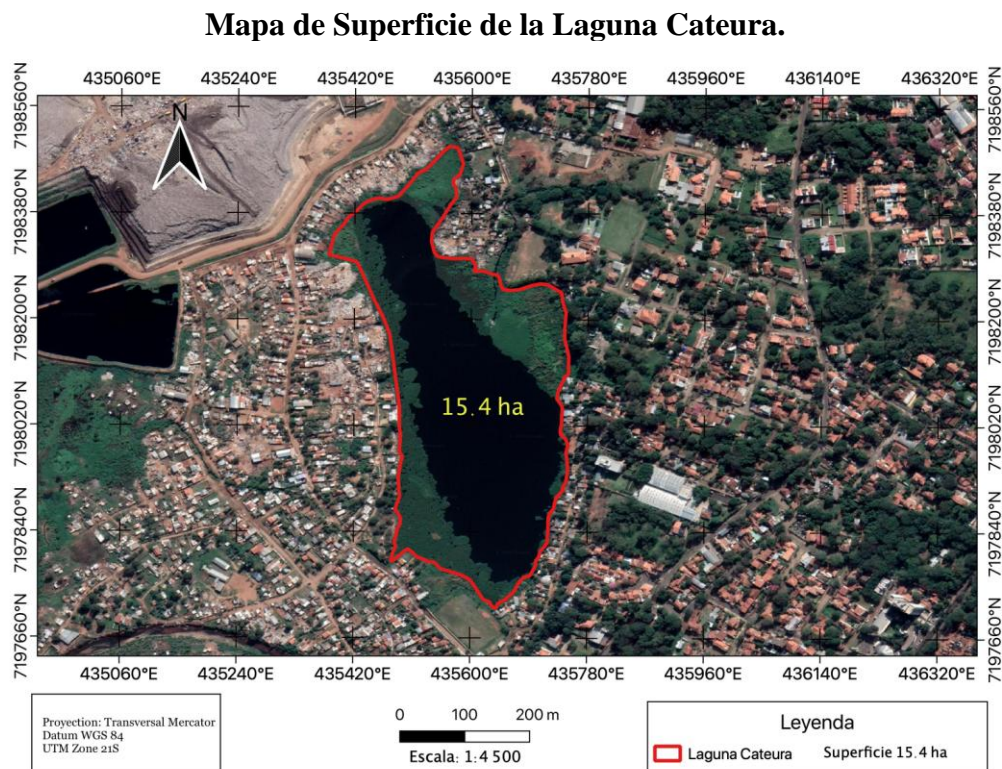 Mapa de Superficie de la Laguna Cateura.
435060°E 435240°E 435420°E 435600°E 435780°E 435960°E 436140°E 436320°E
7198560°N 7198560°N
N
7198380°N 7198380°N
7198200°N 7198200°N
15.4 ha
7198020°N 7198020°N
7197840°N 7197840°N
7197660°N 7197660°N
435060°E 435240°E 435420°E 435600°E 435780°E 435960°E 436140°E 436320°E
Proyection: Transversal Mercator
Datum WGS 84
UTM Zone 21S
0 100 200 m
Escala: 1:4 500
Leyenda
Laguna Cateura Superficie 15.4 ha